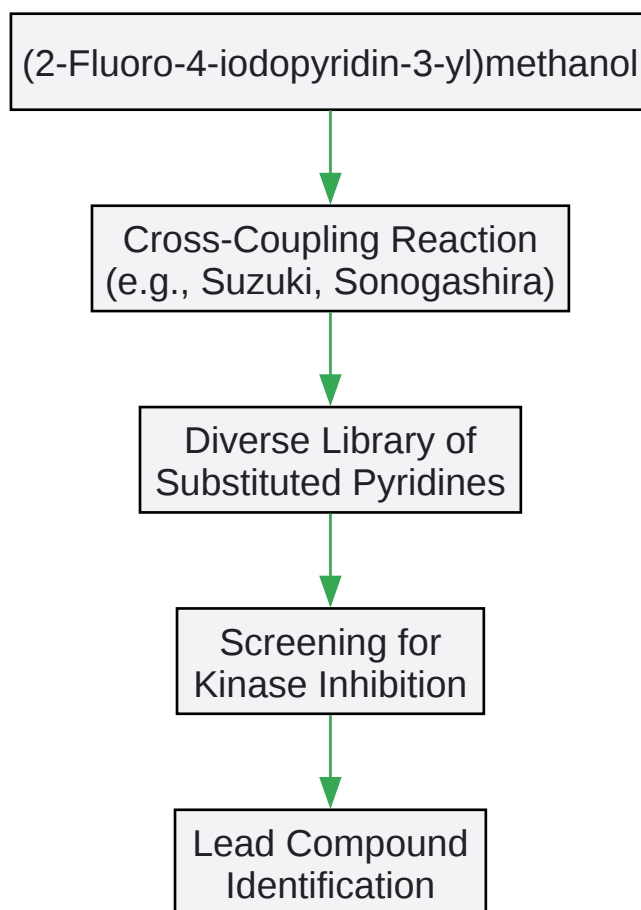 (2-Fluoro-4-iodopyridin-3-yl)methanol
Cross-Coupling Reaction
(e.g., Suzuki, Sonogashira)
Diverse Library of
Substituted Pyridines
Screening for
Kinase Inhibition
Lead Compound
Identification